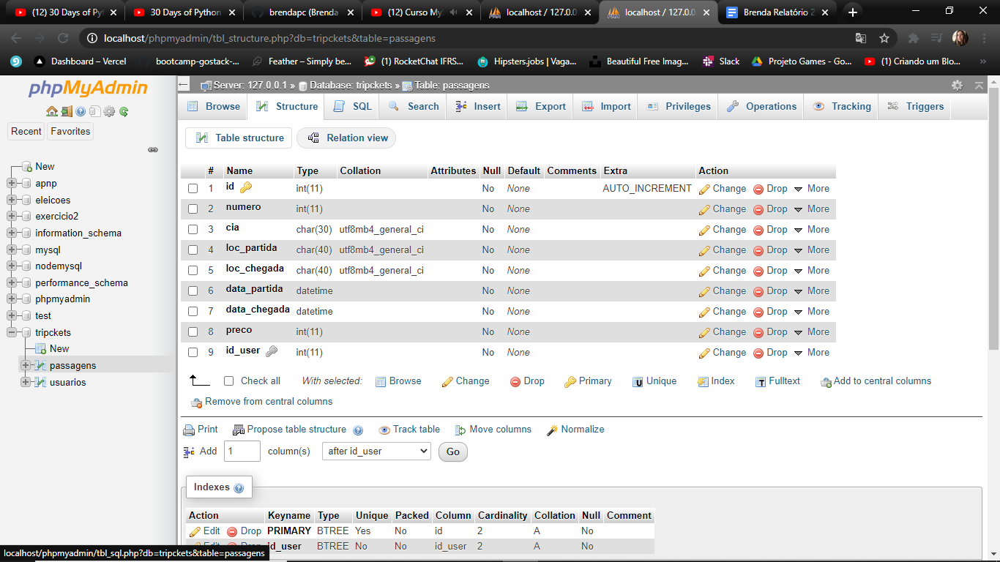 (12) 30 Days of Pyt
30 Days of Python
brendapc (Brenda
(12) Curso My
localhost / 127.0.0
localhost / 127.0.0
Brenda Relatório 2
localhost/phpmyadmin/tbl_structure.php?db=tripckets&table=passagens
Dashboard – Vercel
bootcamp-gostack-...
Feather – Simply be...
(1) RocketChat IFRS...
Hipsters.jobs | Vaga...
Beautiful Free Imag...
Slack
Projeto Games - Go...
(1) Criando um Blo...
»
phpMyAdmin
Recent
Favorites
New
apnp
eleicoes
exercicio2
information_schema
mysql
nodemysql
performance_schema
phpmyadmin
test
tripckets
New
passagens
usuarios
Server: 127.0.0.1 » Database: tripckets » Table: passagens
Browse Structure SQL Search Insert Export Import Privileges Operations Tracking Triggers
Table structure Relation view
# Name Type Collation Attributes Null Default Comments Extra Action
1 id int(11) No None AUTO_INCREMENT Change Drop More
2 numero int(11) No None Change Drop More
3 cia char(30) utf8mb4_general_ci No None Change Drop More
4 loc_partida char(40) utf8mb4_general_ci No None Change Drop More
5 loc_chegada char(40) utf8mb4_general_ci No None Change Drop More
6 data_partida datetime No None Change Drop More
7 data_chegada datetime No None Change Drop More
8 preco int(11) No None Change Drop More
9 id_user int(11) No None Change Drop More
Check all With selected: Browse Change Drop Primary Unique Index Fulltext Add to central columns
Remove from central columns
Print Propose table structure Track table Move columns Normalize
Add 1 column(s) after id_user Go
Indexes
Action Keyname Type Unique Packed Column Cardinality Collation Null Comment
Edit Drop PRIMARY BTREE Yes No id 2 A No
id_user BTREE No No id_user 2 A No
localhost/phpmyadmin/tbl_sql.php?db=tripckets&table=passagens